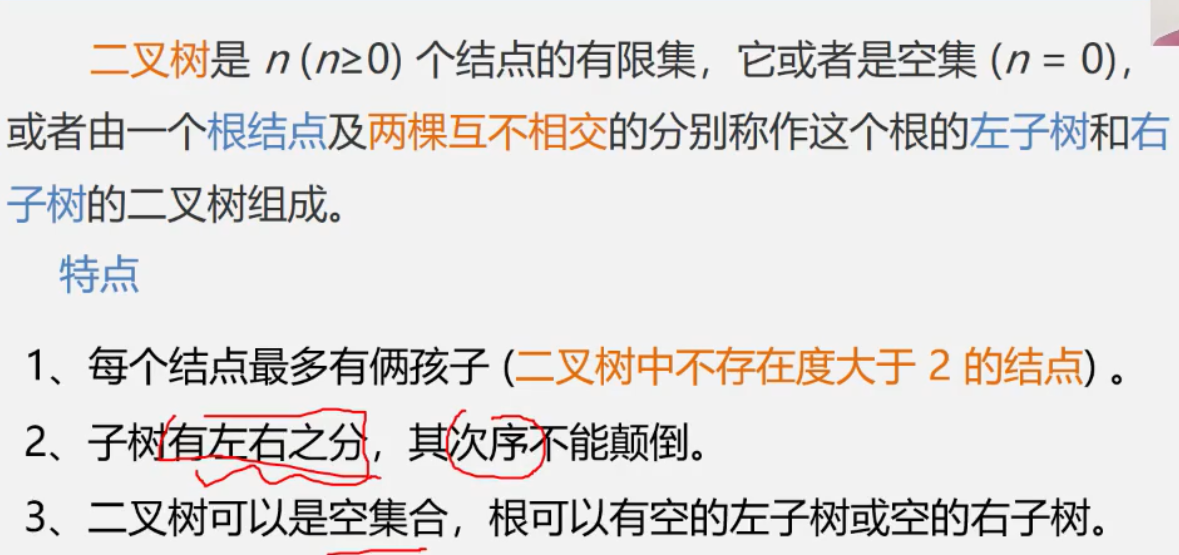 二叉树是 n (n≥0) 个结点的有限集，它或者是空集 (n = 0)，
或者由一个根结点及两棵互不相交的分别称作这个根的左子树和右
子树的二叉树组成。
特点
1、每个结点最多有俩孩子 (二叉树中不存在度大于 2 的结点) 。
2、子树有左右之分，其次序不能颠倒。
3、二叉树可以是空集合，根可以有空的左子树或空的右子树。